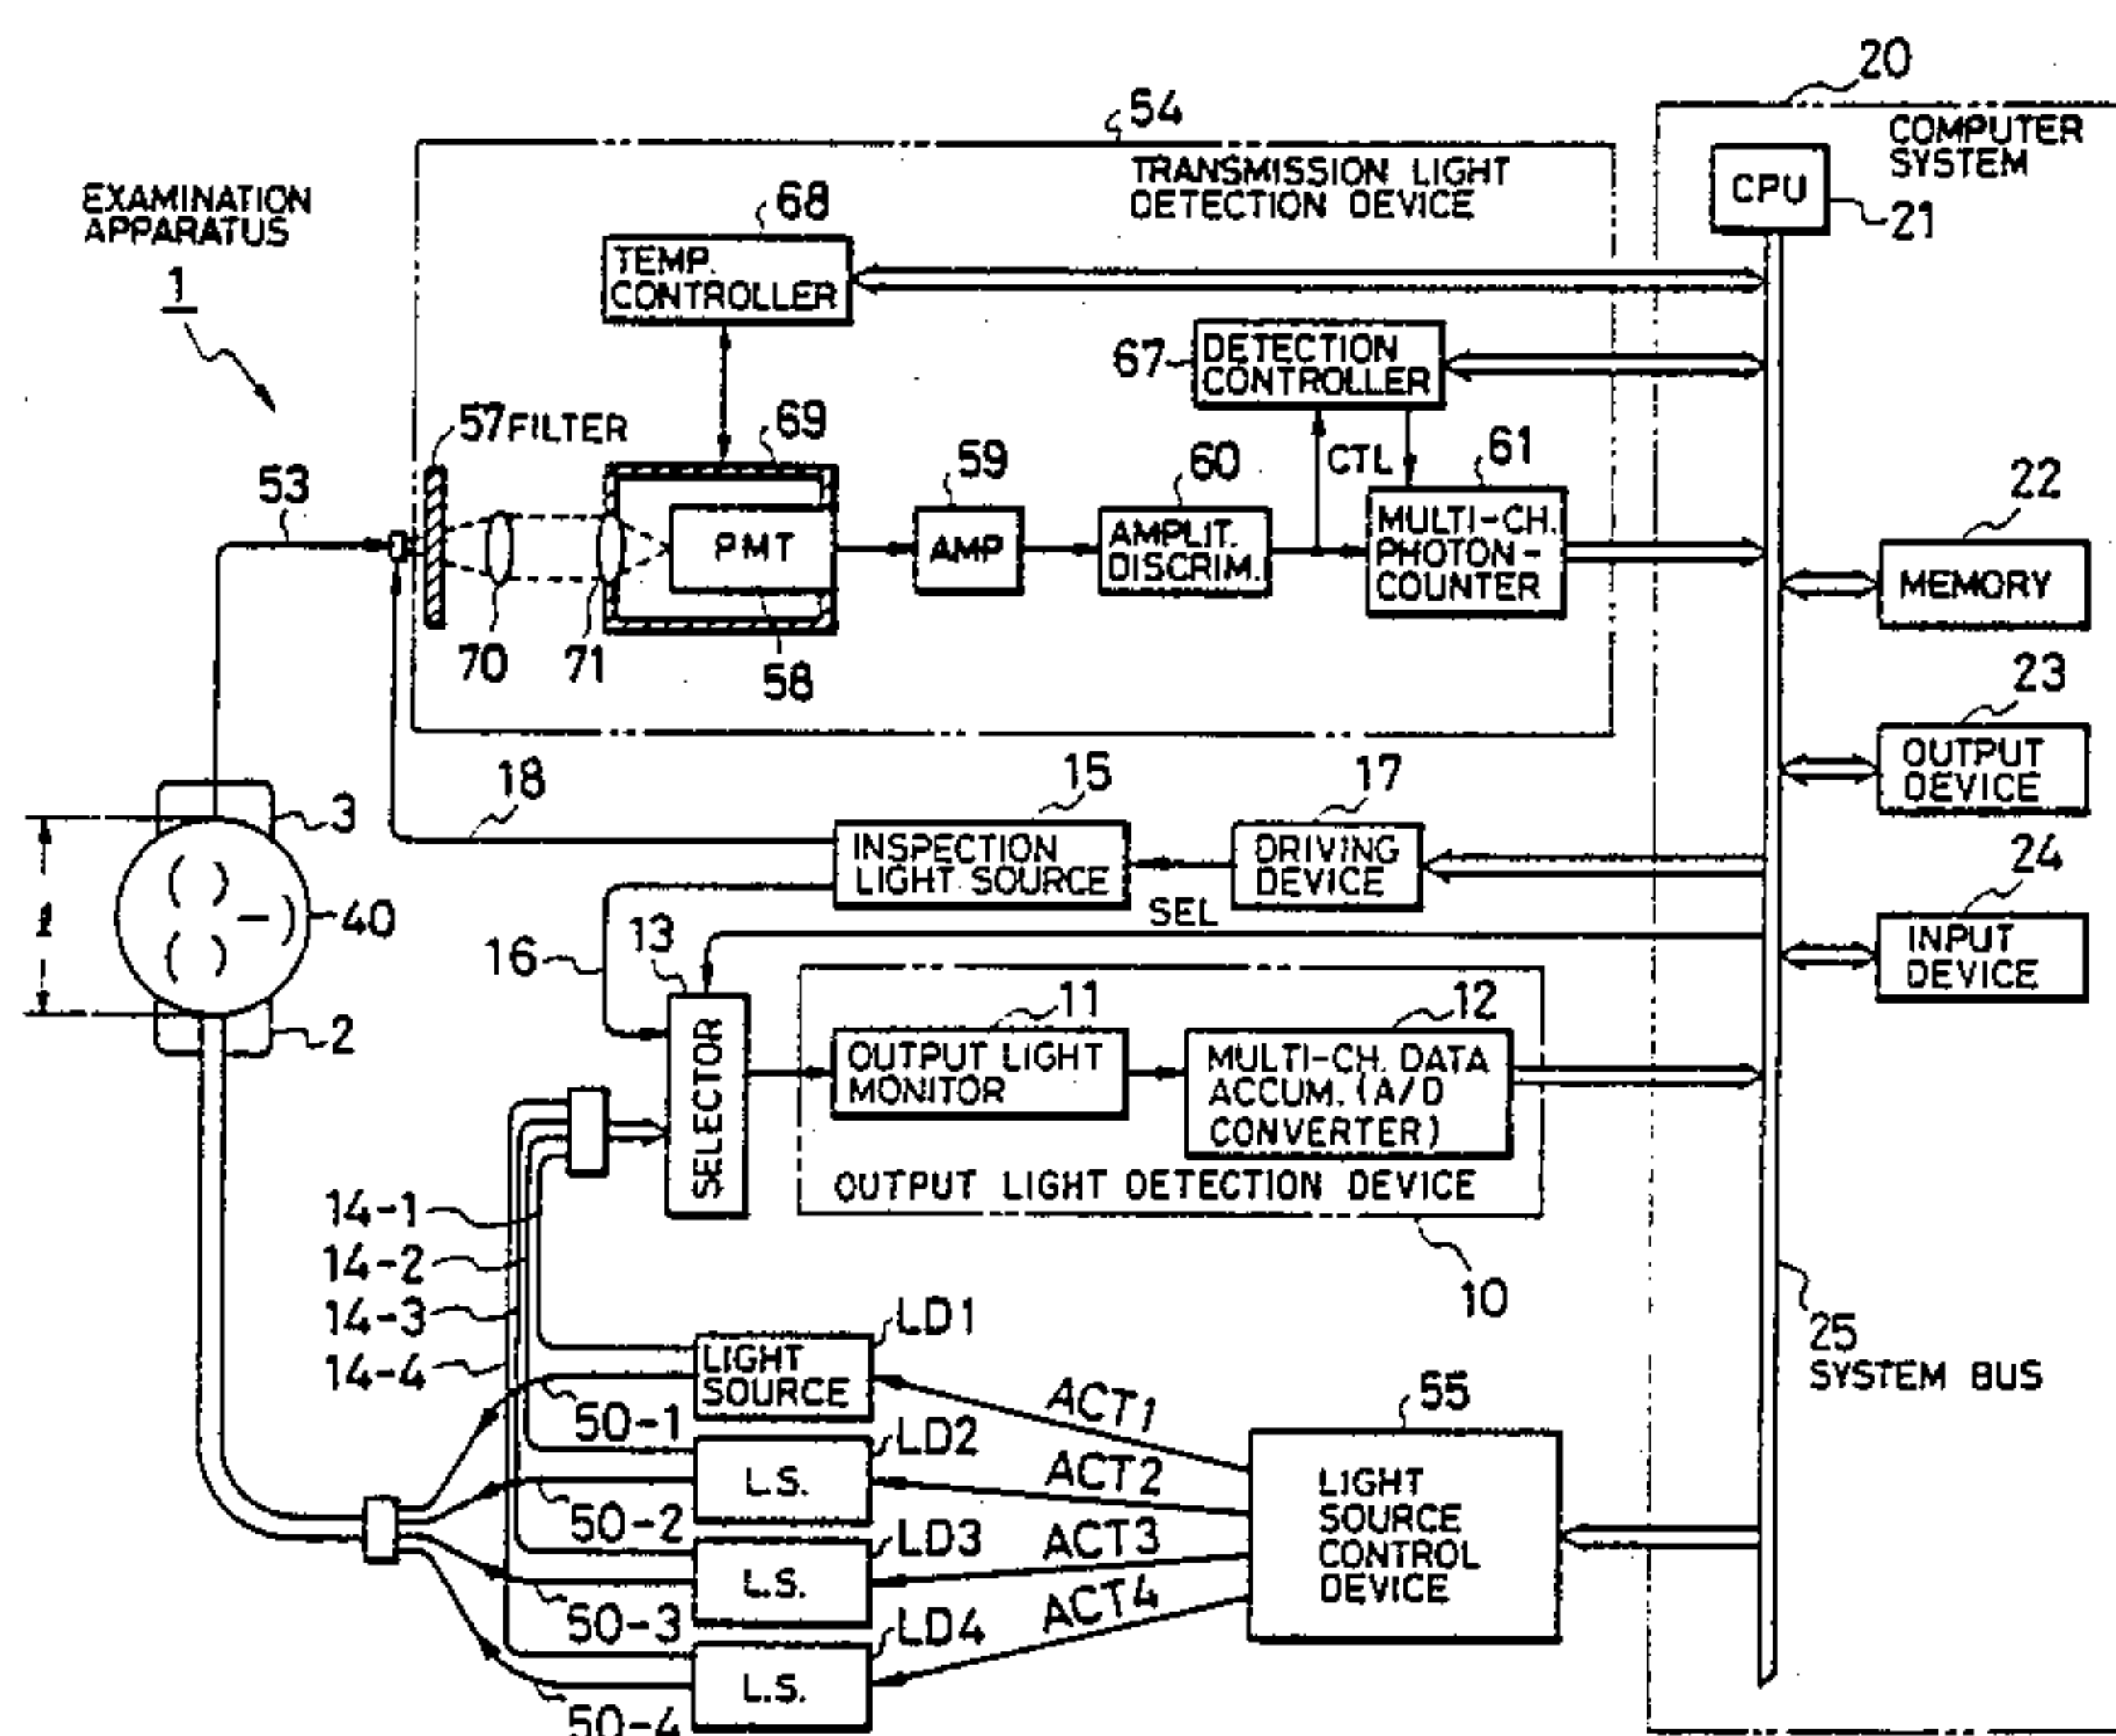 20
COMPUTER
SYSTEM
CPU
21
54
TRANSMISSION LIGHT
DETECTION DEVICE
EXAMINATION
APPARATUS
1
68
TEMP.
CONTROLLER
67
DETECTION
CONTROLLER
57 FILTER
69
59
60
CTL
61
53
PMT
AMP
AMPLIT.
DISCRIM.
MULTI-CH.
PHOTON-
COUNTER
70
71
58
22
MEMORY
23
OUTPUT
DEVICE
24
INPUT
DEVICE
18
15
17
INSPECTION
LIGHT SOURCE
DRIVING
DEVICE
3
40
2
16
13
SEL
SELECTOR
11
12
OUTPUT LIGHT
MONITOR
MULTI-CH. DATA
ACCUM. (A/D
CONVERTER)
OUTPUT LIGHT DETECTION DEVICE
10
14-1
14-2
14-3
14-4
LD1
LIGHT
SOURCE
50-1
LD2
L.S.
50-2
LD3
L.S.
50-3
LD4
L.S.
50-4
ACT1
ACT2
ACT3
ACT4
55
LIGHT
SOURCE
CONTROL
DEVICE
25
SYSTEM BUS